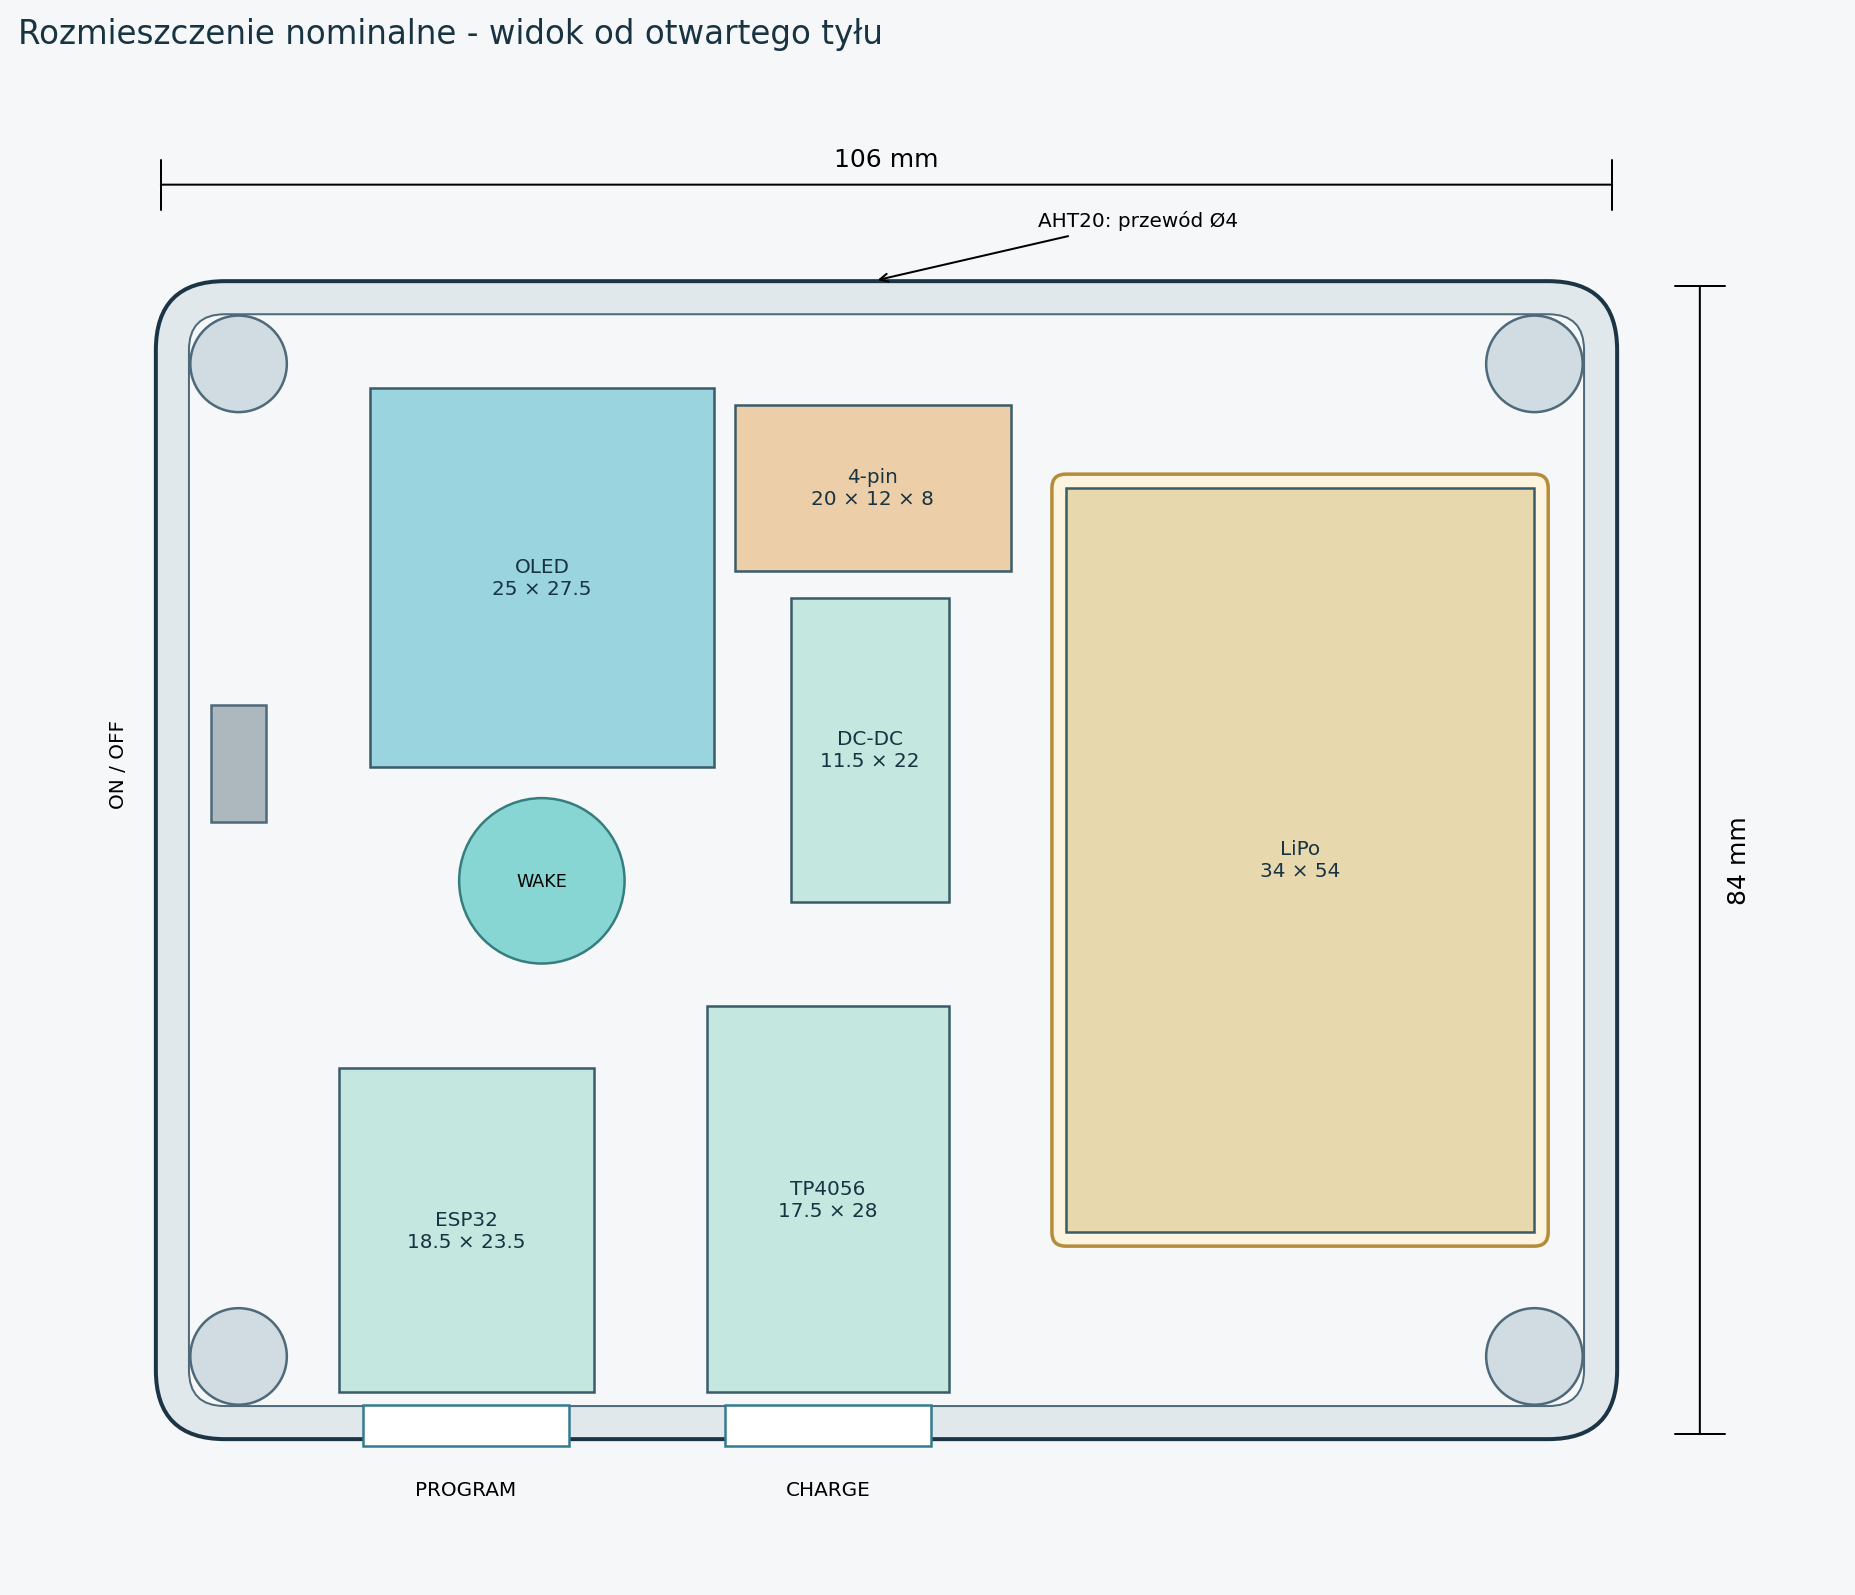 Rozmieszczenie nominalne - widok od otwartego tyłu
106 mm
AHT20: przewód Ø4
4-pin
20 × 12 × 8
OLED
25 × 27.5
DC-DC
11.5 × 22
ON / OFF
LiPo
34 × 54
84 mm
WAKE
TP4056
17.5 × 28
ESP32
18.5 × 23.5
PROGRAM
CHARGE